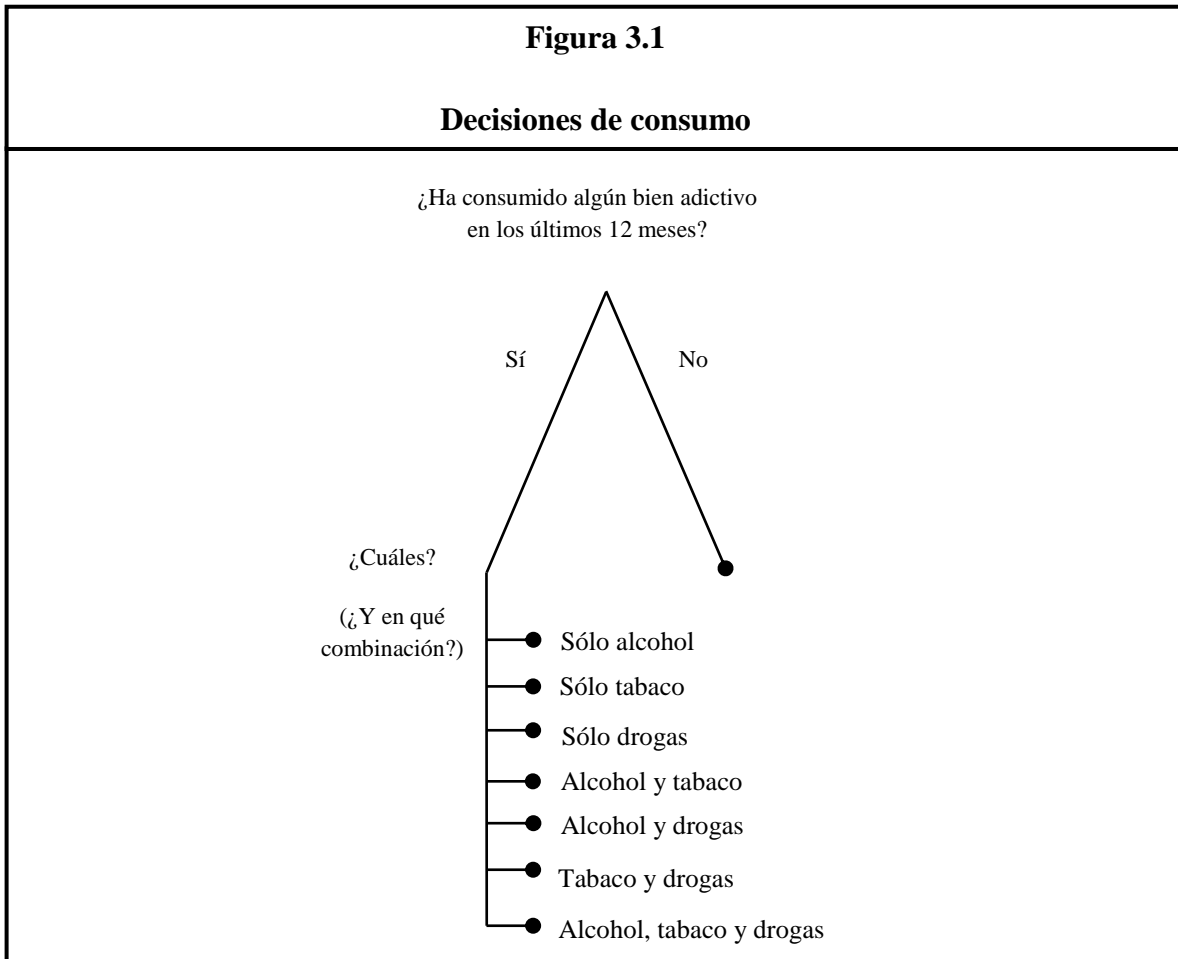 Figura 3.1
Decisiones de consumo
¿Ha consumido algún bien adictivo
en los últimos 12 meses?
Sí
No
¿Cuáles?
(¿Y en qué
combinación?)
Sólo alcohol
Sólo tabaco
Sólo drogas
Alcohol y tabaco
Alcohol y drogas
Tabaco y drogas
Alcohol, tabaco y drogas